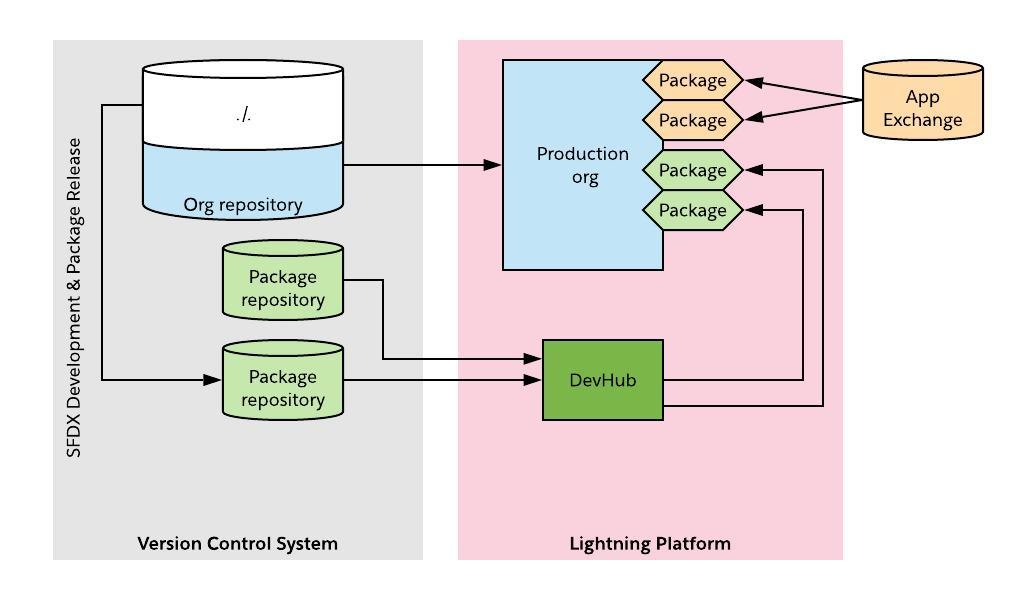 ./.
Org repository
Package
repository
Package
repository
SFDX Development & Package Release
Version Control System
Production
org
Package
Package
Package
Package
DevHub
Lightning Platform
App
Exchange